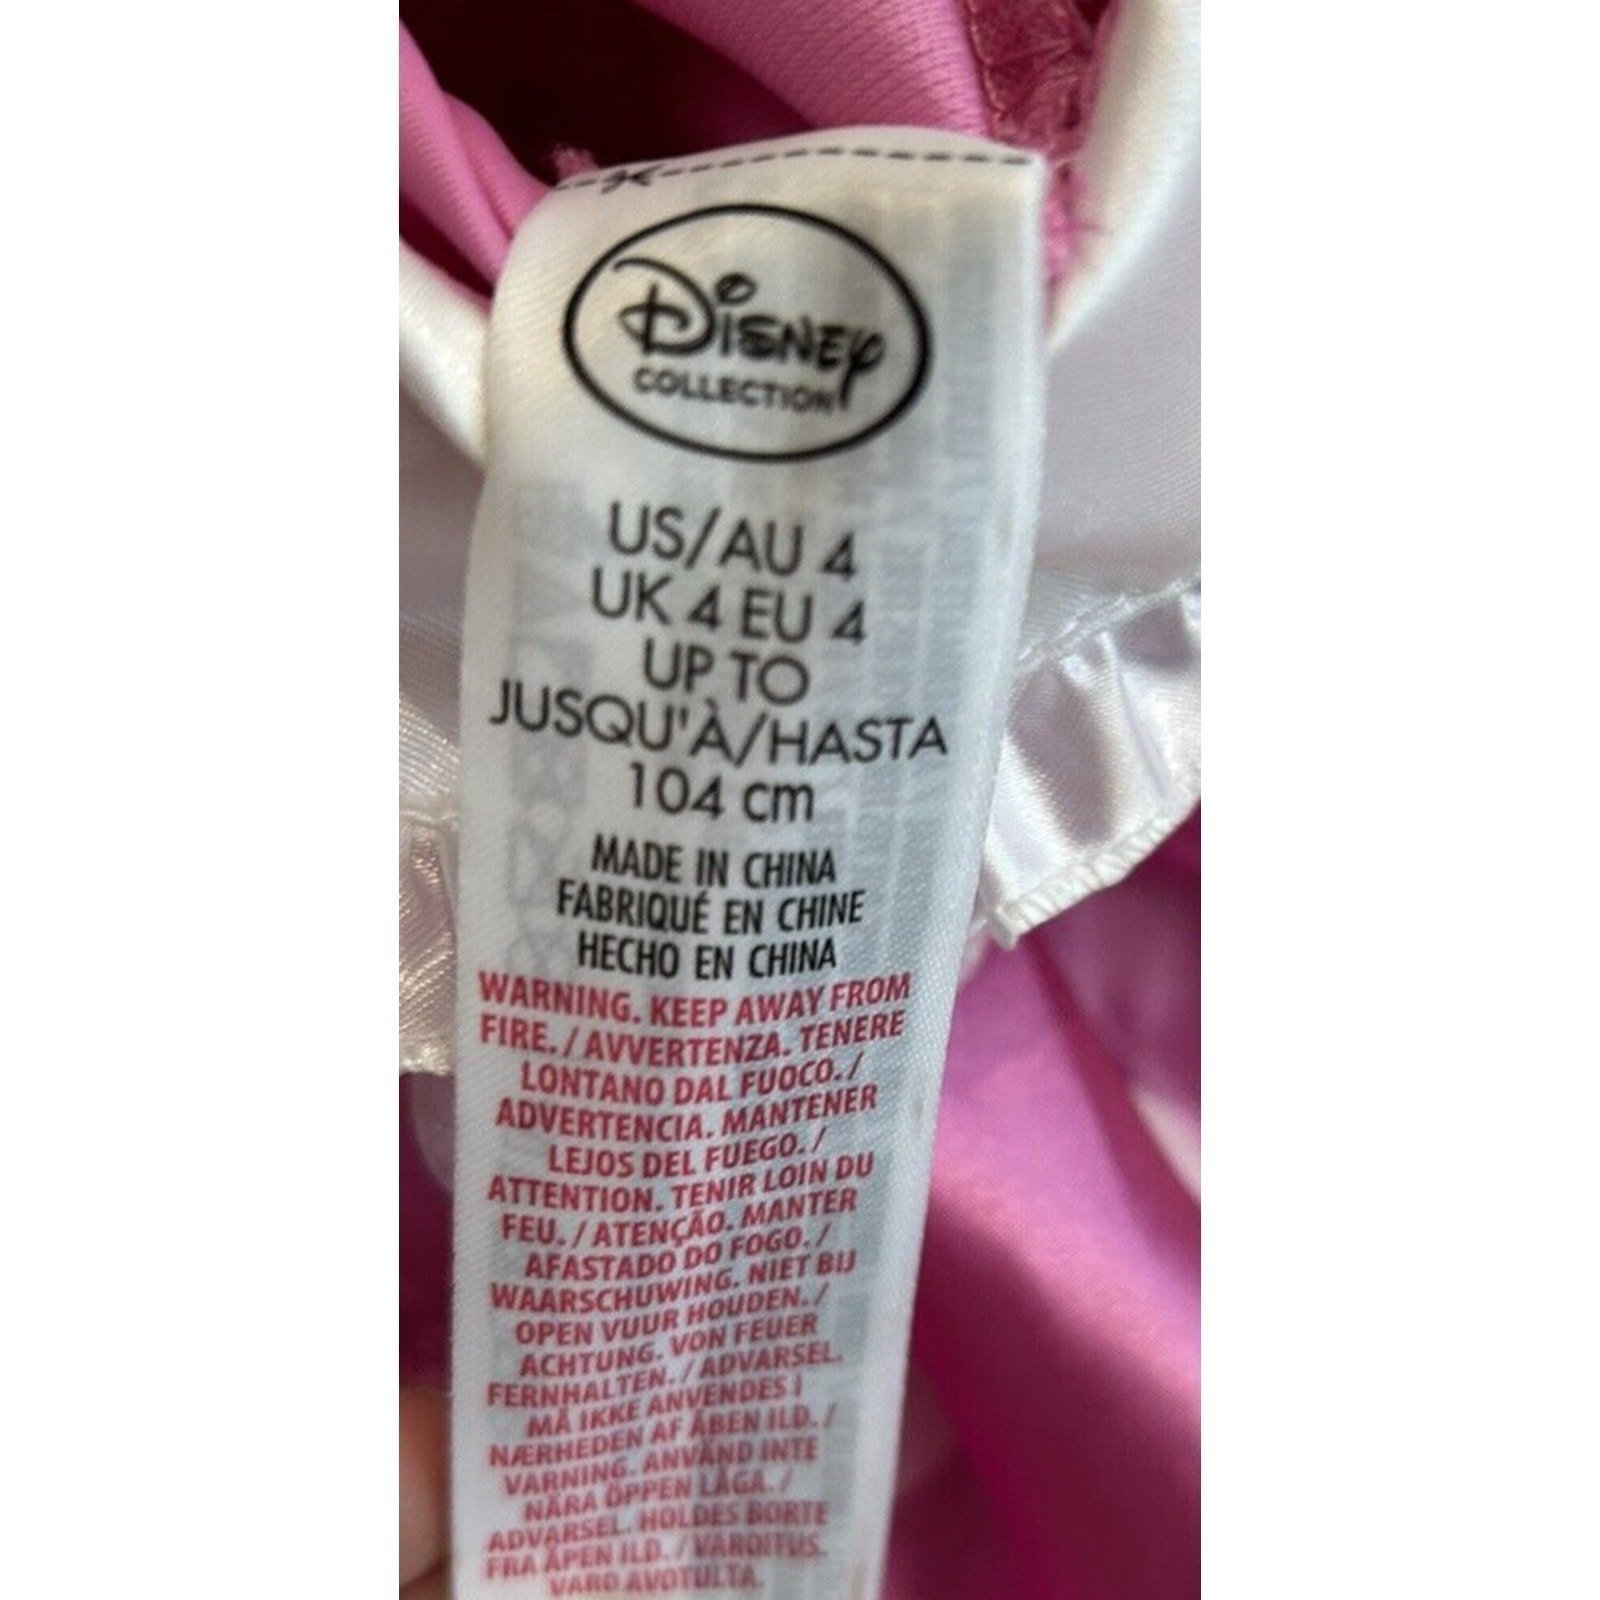 Disney
COLLECTION
US/AU 4
UK 4 EU 4
UP TO
JUSQU'À/HASTA
104 cm
MADE IN CHINA
FABRIQUÉ EN CHINE
HECHO EN CHINA
WARNING. KEEP AWAY FROM
FIRE. / AVVERTENZA. TENERE
LONTANO DAL FUOCO. /
ADVERTENCIA. MANTENER
LEJOS DEL FUEGO. /
ATTENTION. TENIR LOIN DU
FEU. / ATENÇÃO. MANTER
AFASTADO DO FOGO. /
WAARSCHUWING. NIET BIJ
OPEN VUUR HOUDEN. /
ACHTUNG. VON FEUER
FERNHALTEN. / ADVARSEL.
MÅ IKKE ANVENDES I
NÆRHEDEN AF ÅBEN ILD. /
VARNING. ANVÄND INTE
NÄRA ÖPPEN LÅGA. /
ADVARSEL. HOLDES BORTE
FRA ÅPEN ILD. / VAROITUS.
VARO AVOTULTA.